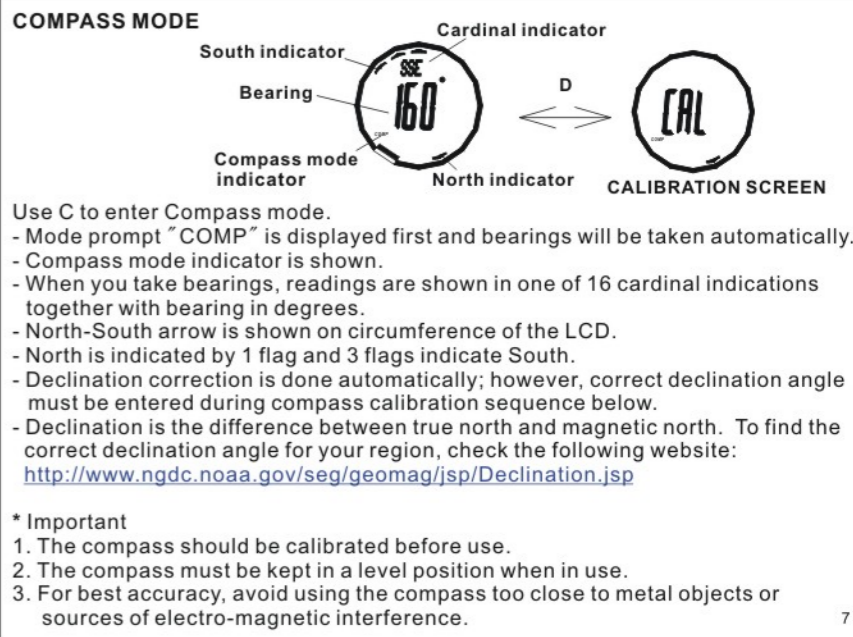 COMPASS MODE
Cardinal indicator
South indicator
SSE
D
Bearing
160°
CAL
COMP
COMP
Compass mode
indicator
North indicator
CALIBRATION SCREEN
Use C to enter Compass mode.
- Mode prompt ″COMP″ is displayed first and bearings will be taken automatically.
- Compass mode indicator is shown.
- When you take bearings, readings are shown in one of 16 cardinal indications
together with bearing in degrees.
- North-South arrow is shown on circumference of the LCD.
- North is indicated by 1 flag and 3 flags indicate South.
- Declination correction is done automatically; however, correct declination angle
must be entered during compass calibration sequence below.
- Declination is the difference between true north and magnetic north.  To find the
correct declination angle for your region, check the following website:
http://www.ngdc.noaa.gov/seg/geomag/jsp/Declination.jsp
* Important
1. The compass should be calibrated before use.
2. The compass must be kept in a level position when in use.
3. For best accuracy, avoid using the compass too close to metal objects or
sources of electro-magnetic interference.
7